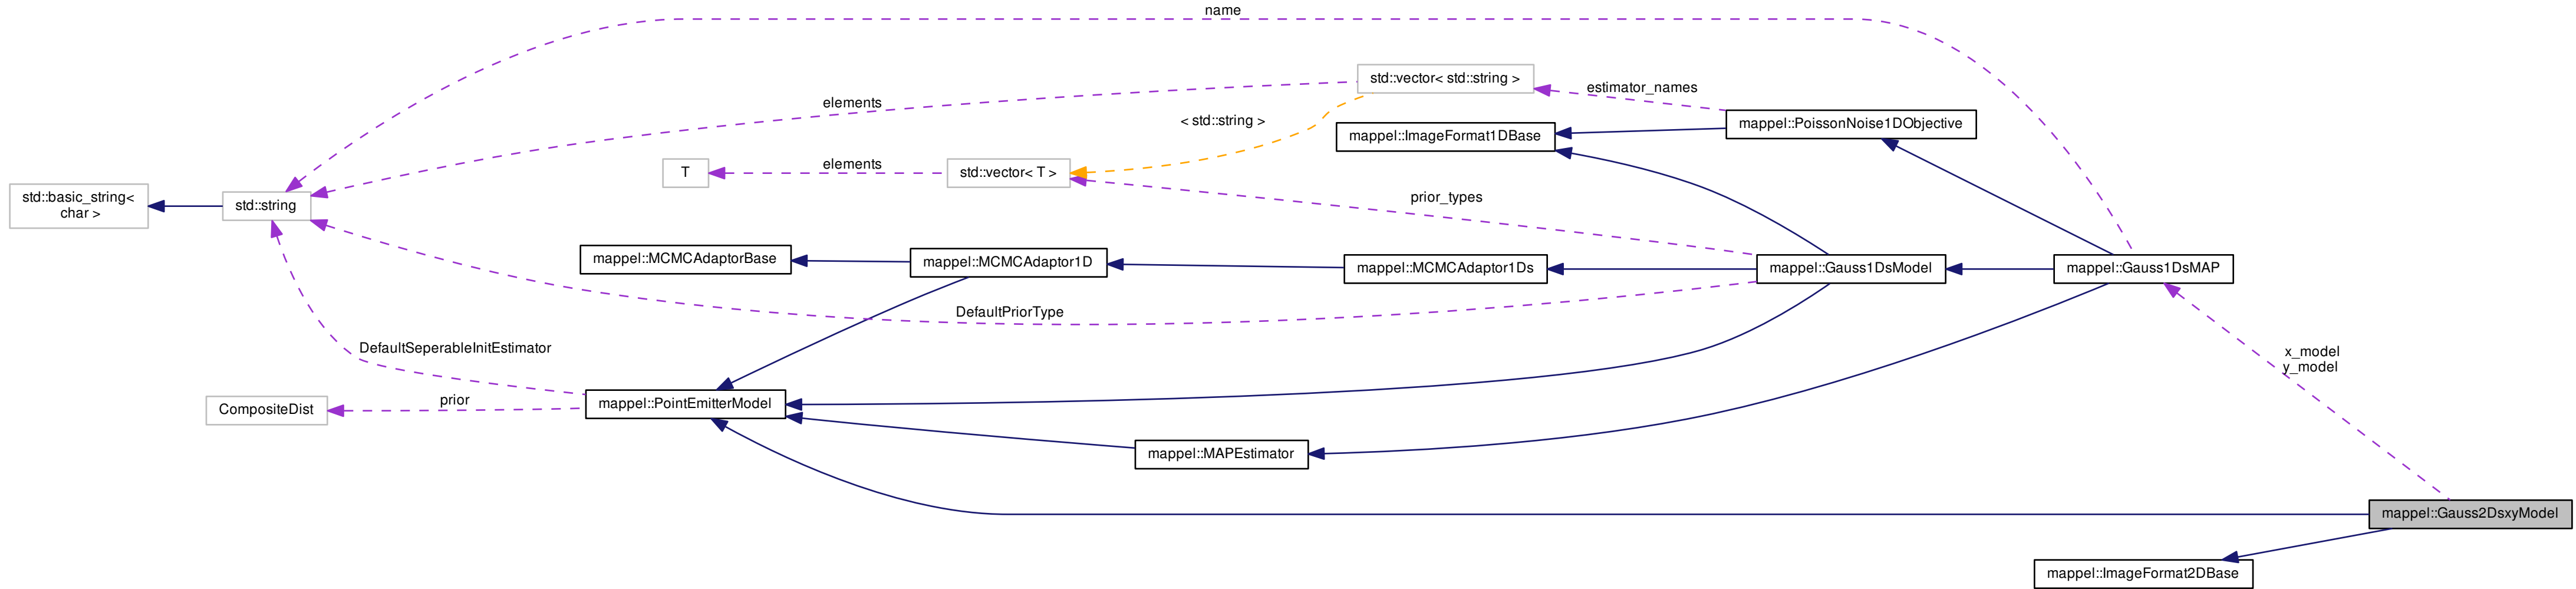 name
std::vector< std::string >
estimator_names
elements
< std::string >
mappel::PoissonNoise1DObjective
mappel::ImageFormat1DBase
T
elements
std::vector< T >
std::basic_string<
char >
std::string
prior_types
mappel::MCMCAdaptorBase
mappel::MCMCAdaptor1D
mappel::MCMCAdaptor1Ds
mappel::Gauss1DsModel
mappel::Gauss1DsMAP
DefaultPriorType
DefaultSeperableInitEstimator
x_model
y_model
CompositeDist
prior
mappel::PointEmitterModel
mappel::MAPEstimator
mappel::Gauss2DsxyModel
mappel::ImageFormat2DBase